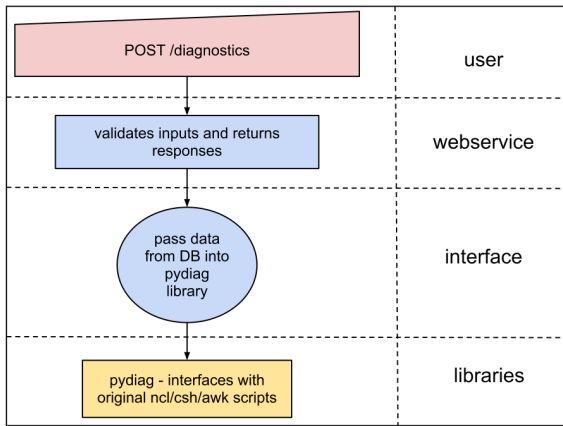 POST /diagnostics
user
validates inputs and returns
responses
webservice
pass data
from DB into
pydiag
library
interface
pydiag - interfaces with
original ncl/csh/awk scripts
libraries